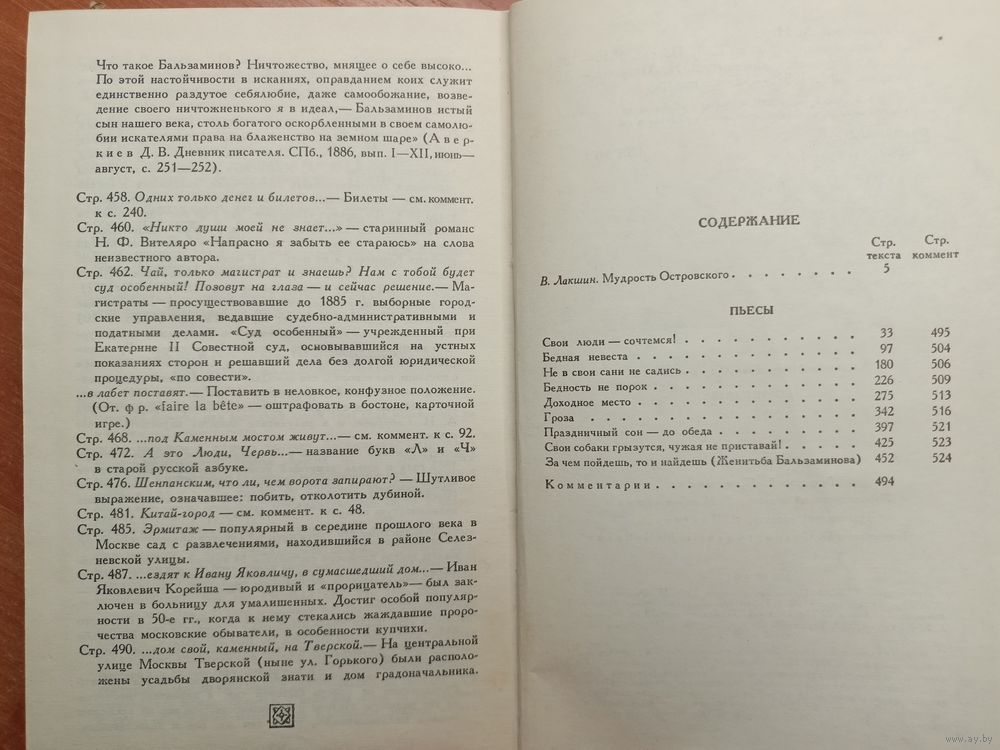 Что такое Бальзаминов? Ничтожество, мнящее о себе высоко...
По этой настойчивости в исканиях, оправданием коих служит
единственно раздутое себялюбие, даже самообожание, возве-
дение своего ничтожненького я в идеал,— Бальзаминов истый
сын нашего века, столь богатого оскорбленными в своем самолю-
бии искателями права на блаженство на земном шаре» (Авер-
киев Д. В. Дневник писателя. СПб., 1886, вып. I—XII, июнь—
август, с. 251—252).
Стр. 458. Одних только денег и билетов...— Билеты — см. коммент.
к с. 240.
Стр. 460. «Никто души моей не знает...» — старинный романс
Н. Ф. Вителяро «Напрасно я забыть ее стараюсь» на слова
неизвестного автора.
Стр. 462. Чай, только магистрат и знаешь? Нам с тобой будет
суд особенный! Позовут на глаза — и сейчас решение.— Ма-
гистраты — просуществовавшие до 1885 г. выборные город-
ские управления, ведавшие судебно-административными и
податными делами. «Суд особенный» — учрежденный при
Екатерине II Совестной суд, основывавшийся на устных
показаниях сторон и решавший дела без долгой юридической
процедуры, «по совести».
...в лабет поставят.— Поставить в неловкое, конфузное положение.
(От. фр. «faire la bête» — оштрафовать в бостоне, карточной
игре.)
Стр. 468. ...под Каменным мостом живут...— см. коммент. к с. 92.
Стр. 472. А это Люди, Червь...— название букв «Л» и «Ч»
в старой русской азбуке.
Стр. 476. Шенпанским, что ли, чем ворота запирают? — Шутливое
выражение, означавшее: побить, отколотить дубиной.
Стр. 481. Китай-город — см. коммент. к с. 48.
Стр. 485. Эрмитаж — популярный в середине прошлого века в
Москве сад с развлечениями, находившийся в районе Селез-
невской улицы.
Стр. 487. ...ездят к Ивану Яковличу, в сумасшедший дом...— Иван
Яковлевич Корейша — юродивый и «прорицатель» — был зак-
лючен в больницу для умалишенных. Достиг особой популяр-
ности в 50-е гг., когда к нему стекались жаждавшие проро-
чества московские обыватели, в особенности купчихи.
Стр. 490. ...дом свой, каменный, на Тверской.— На центральной
улице Москвы Тверской (ныне ул. Горького) были располо-
жены усадьбы дворянской знати и дом градоначальника.
СОДЕРЖАНИЕ
Стр. текста Стр. коммент
В. Лакшин. Мудрость Островского . . . . . . . . 5
ПЬЕСЫ
Свои люди — сочтемся! . . . . . . . . . . . 33 495
Бедная невеста . . . . . . . . . . . . . 97 504
Не в свои сани не садись . . . . . . . . . . 180 506
Бедность не порок . . . . . . . . . . . . 226 509
Доходное место . . . . . . . . . . . . . 275 513
Гроза . . . . . . . . . . . . . . . 342 516
Праздничный сон — до обеда . . . . . . . . . 397 521
Свои собаки грызутся, чужая не приставай! . . . . . 425 523
За чем пойдешь, то и найдешь (Женитьба Бальзаминова) 452 524
Комментарии . . . . . . . . . . . . . 494
www.ay.by